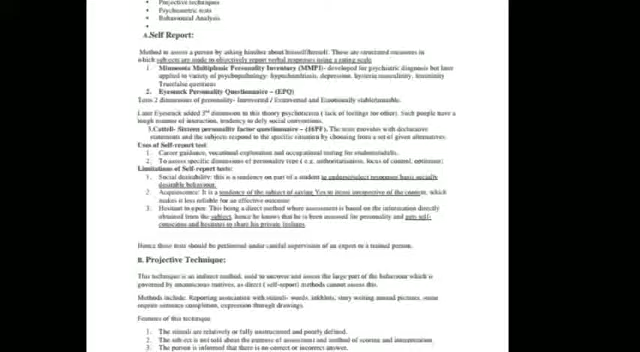 Projective techniques
Psychometric tests
Behavioural Analysis
A.Self Report:
Method to assess a person by asking him/her about himself/herself. These are structured measures in
which subjects are made to objectively report verbal responses using a rating scale
1. Minnesota Multiphasic Personality Inventory (MMPI)- developed for psychiatric diagnosis but later
applied to variety of psychopathology- hypochondriasis, depression, hysteria masculinity, femininity
True/false questions
2. Eysenck Personality Questionnaire – (EPQ)
2 dimensions of personality- Introverted / Extraverted and Emotionally stable/unstable.
Later Eysenck added 3rd dimension to this theory psychoticism ( lack of feelings for other). Such people have a
tough manner of interaction, tendency to defy social conventions.
3.Cattell- Sixteen personality factor questionnaire – (16PF). The tests provides with declarative
statements and the subjects respond to the specific situation by choosing from a set of given alternatives.
Uses of Self-report test:
1. Career guidance, vocational exploration and occupational testing for students/adults.
2. To assess specific dimensions of personality type ( e.g. authoritarianism, locus of control, optimism)
Limitations of Self-report tests:
1. Social desirability: this is a tendency on part of a student to endorse/select responses basis socially
desirable behaviour.
2. Acquiescence: It is a tendency of the subject of saying Yes to items irrespective of the content, which
makes it less reliable for an effective outcome
3. Hesitant to open: This being a direct method where assessment is based on the information directly
obtained from the subject, hence he knows that he is been assessed for personality and gets self-
conscious and hesitates to share his private feelings.
Hence these tests should be performed under careful supervision of an expert or a trained person.
B. Projective Technique:
This technique is an indirect method, used to uncover and assess the large part of the behaviour which is
governed by unconscious motives, as direct ( self-report) methods cannot assess this.
Methods include: Reporting association with stimuli- words, inkblots, story writing around pictures, some
require sentence completion, expression through drawings.
Features of this technique
1. The stimuli are relatively or fully unstructured and poorly defined.
2. The subject is not told about the purpose of assessment and method of scoring and interpretation.
3. The person is informed that there is no correct or incorrect answer.